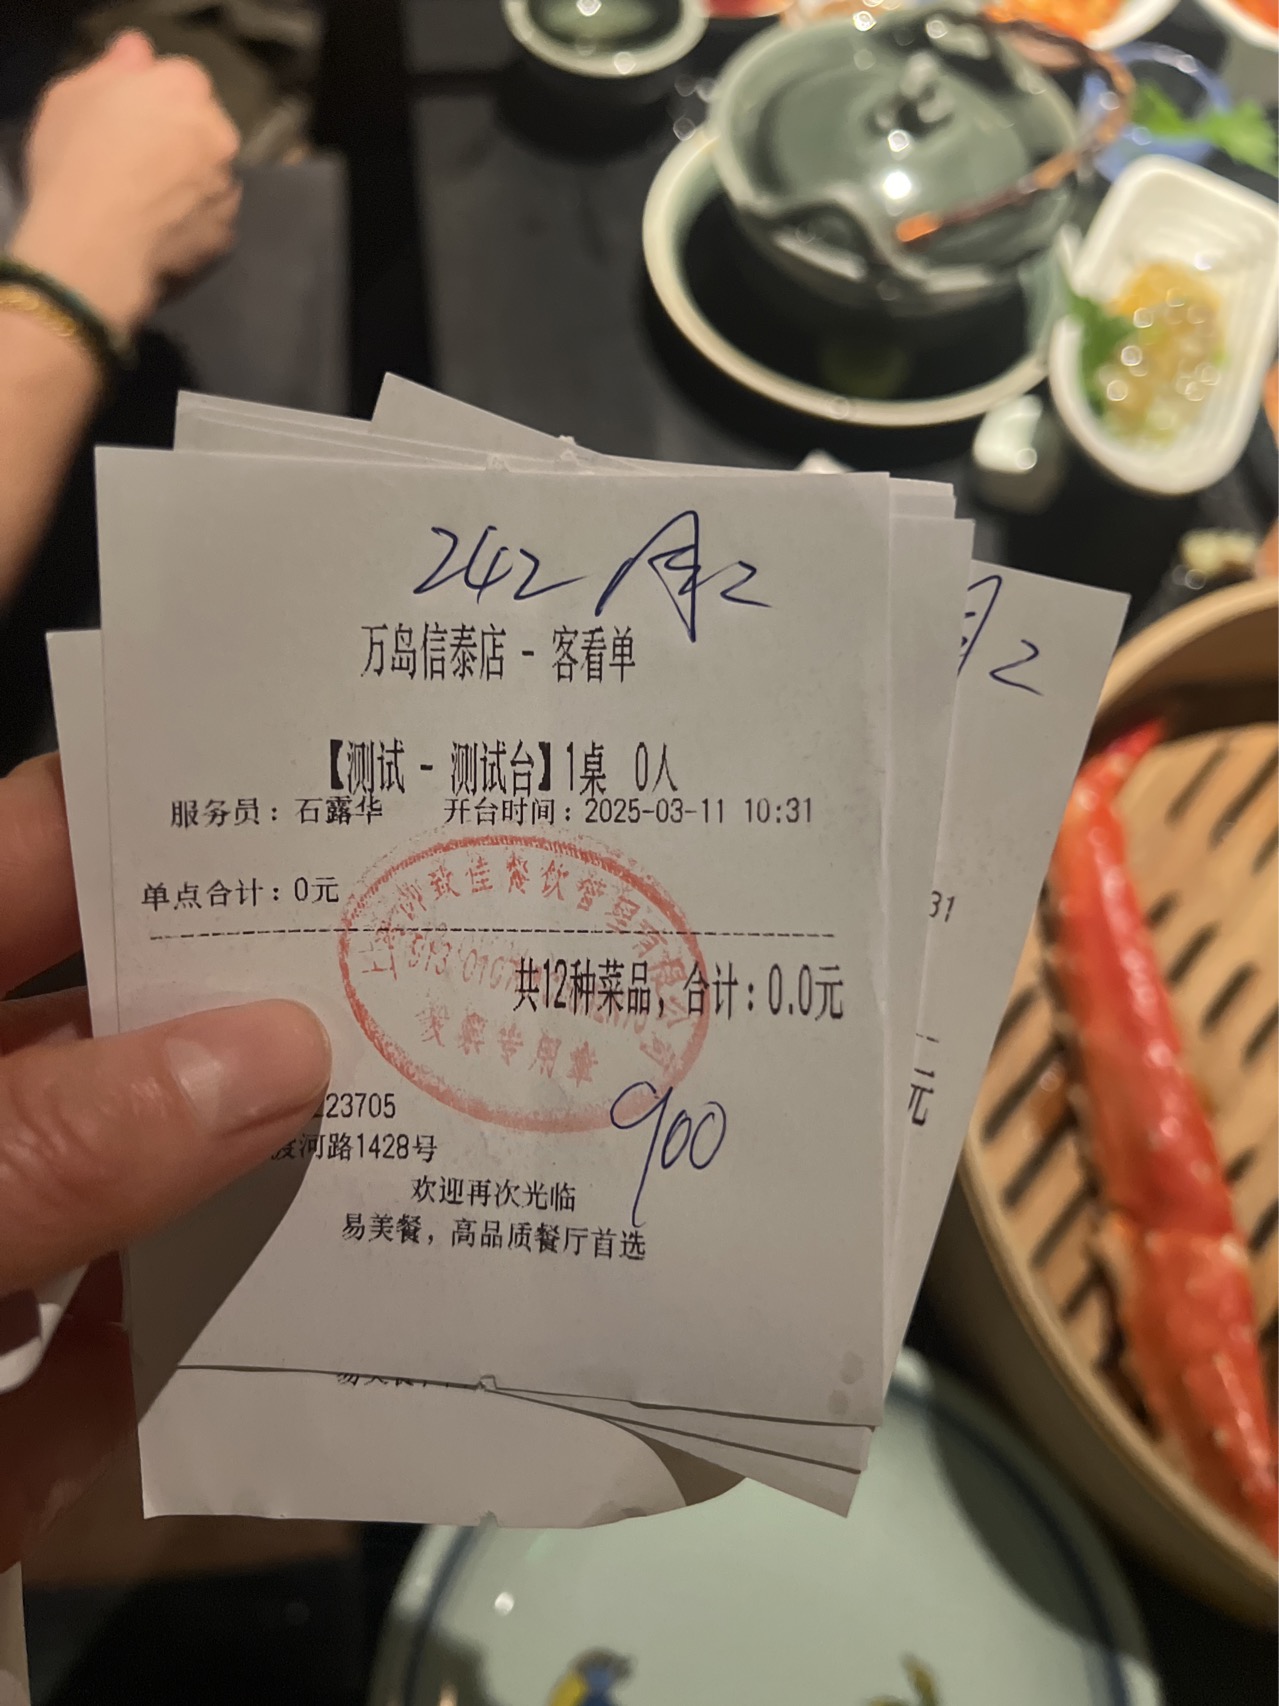 242 月2
万岛信泰店 - 客看单
【测试 - 测试台】1桌 0人
服务员：石露华 开台时间：2025-03-11 10:31
单点合计：0元
共12种菜品，合计：0.0元
900
223705
渡河路1428号
欢迎再次光临
易美餐，高品质餐厅首选
月2
31
元